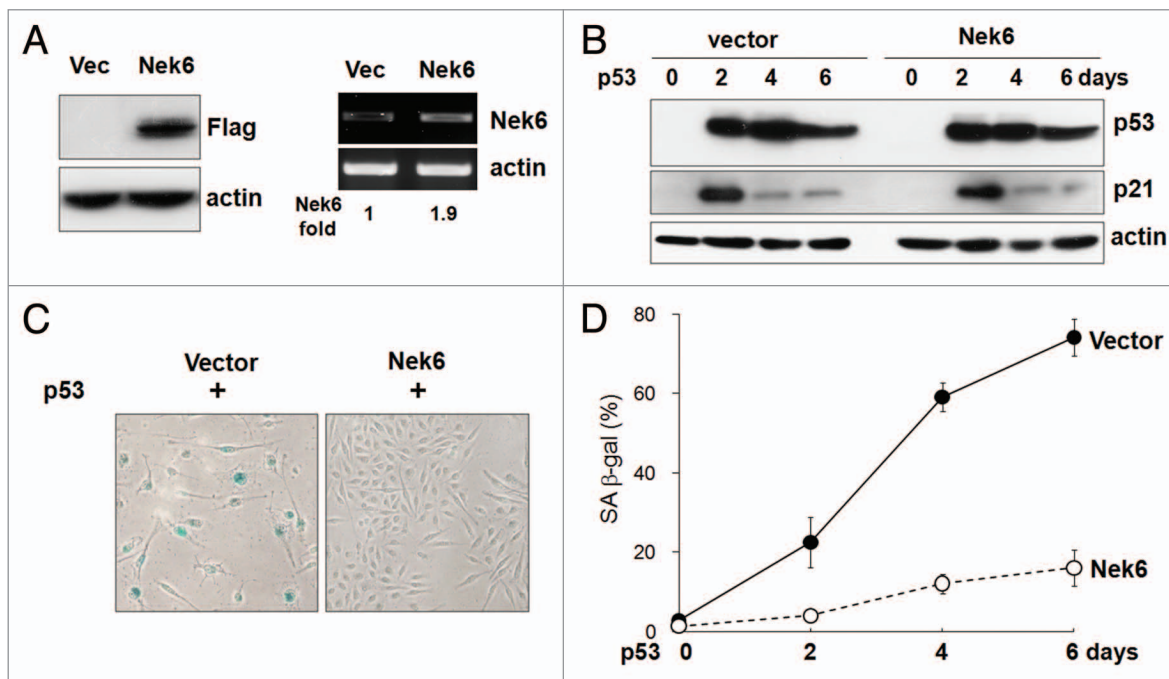 A
Vec Nek6
Flag
actin
Vec Nek6
Nek6
actin
Nek6 fold 1 1.9
B
vector Nek6
p53 0 2 4 6 0 2 4 6 days
p53
p21
actin
C
Vector Nek6
p53 + +
D
80
60
40
20
0
SA β-gal (%)
Vector
Nek6
p53 0 2 4 6 days